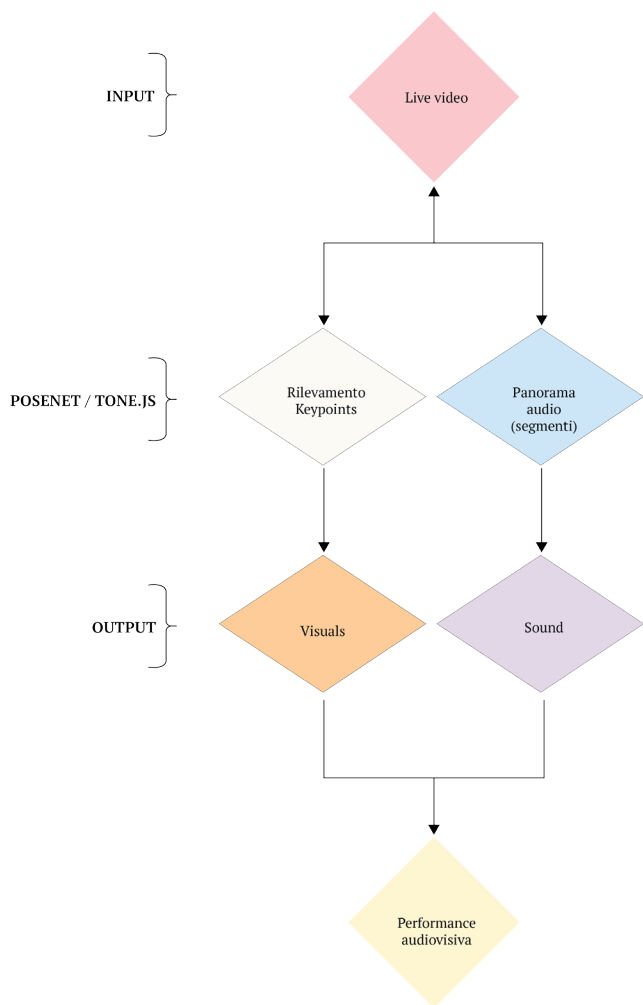 INPUT
Live video
POSENET / TONE.JS
Rilevamento
Keypoints
Panorama
audio
(segmenti)
OUTPUT
Visuals
Sound
Performance
audiovisiva